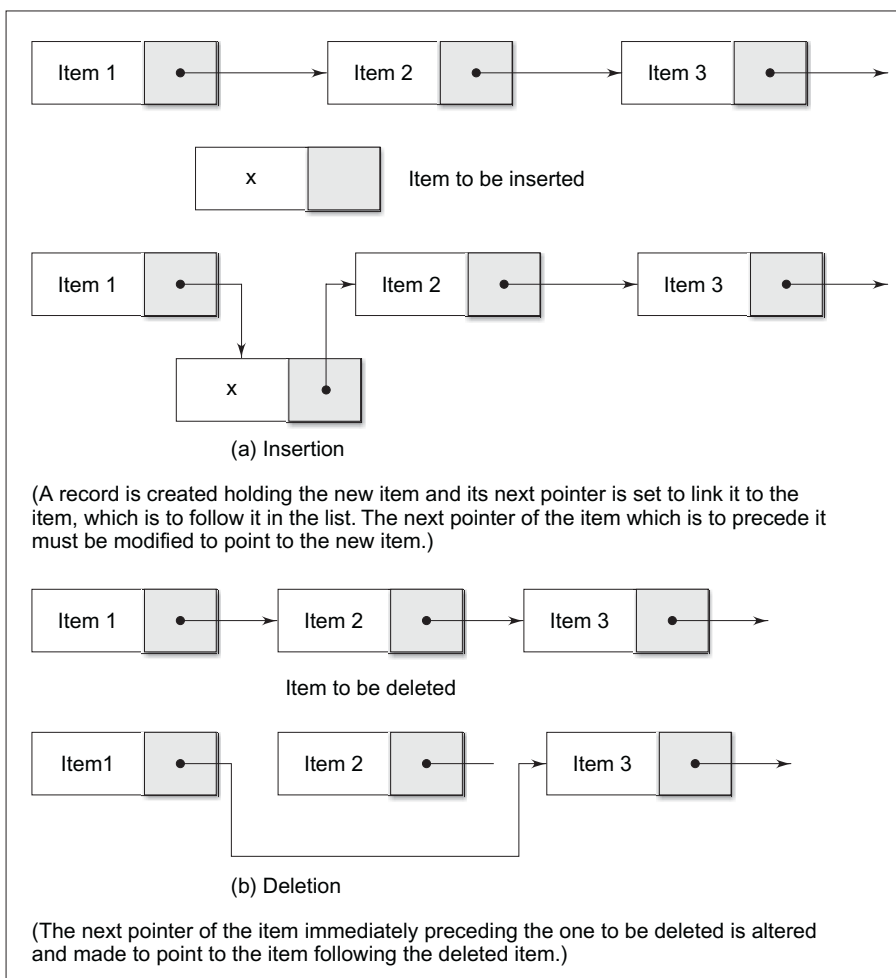 Item 1 Item 2 Item 3
x Item to be inserted
Item 1 Item 2 Item 3
x
(a) Insertion
(A record is created holding the new item and its next pointer is set to link it to the
item, which is to follow it in the list. The next pointer of the item which is to precede it
must be modified to point to the new item.)
Item 1 Item 2 Item 3
Item to be deleted
Item1 Item 2 Item 3
(b) Deletion
(The next pointer of the item immediately preceding the one to be deleted is altered
and made to point to the item following the deleted item.)